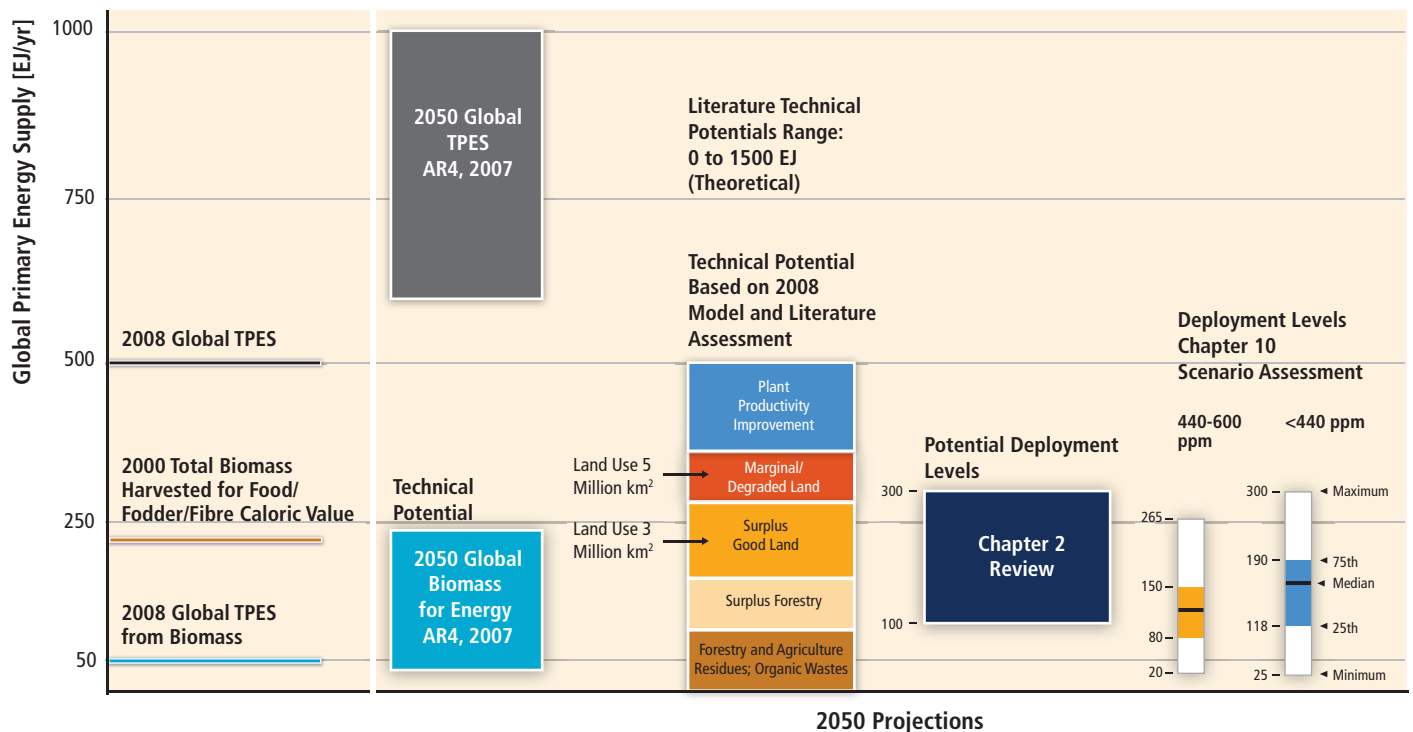 Global Primary Energy Supply [EJ/yr]
1000
750
500
250
50
2008 Global TPES
2000 Total Biomass
Harvested for Food/
Fodder/Fibre Caloric Value
2008 Global TPES
from Biomass
2050 Global
TPES
AR4, 2007
Technical
Potential
2050 Global
Biomass
for Energy
AR4, 2007
Literature Technical
Potentials Range:
0 to 1500 EJ
(Theoretical)
Technical Potential
Based on 2008
Model and Literature
Assessment
Plant
Productivity
Improvement
Land Use 5
Million km²
Marginal/
Degraded Land
Land Use 3
Million km²
Surplus
Good Land
Surplus Forestry
Forestry and Agriculture
Residues; Organic Wastes
Potential Deployment
Levels
300
Chapter 2
Review
100
Deployment Levels
Chapter 10
Scenario Assessment
440-600
ppm
265
150
80
20
<440 ppm
300
190
118
25
Maximum
75th
Median
25th
Minimum
2050 Projections